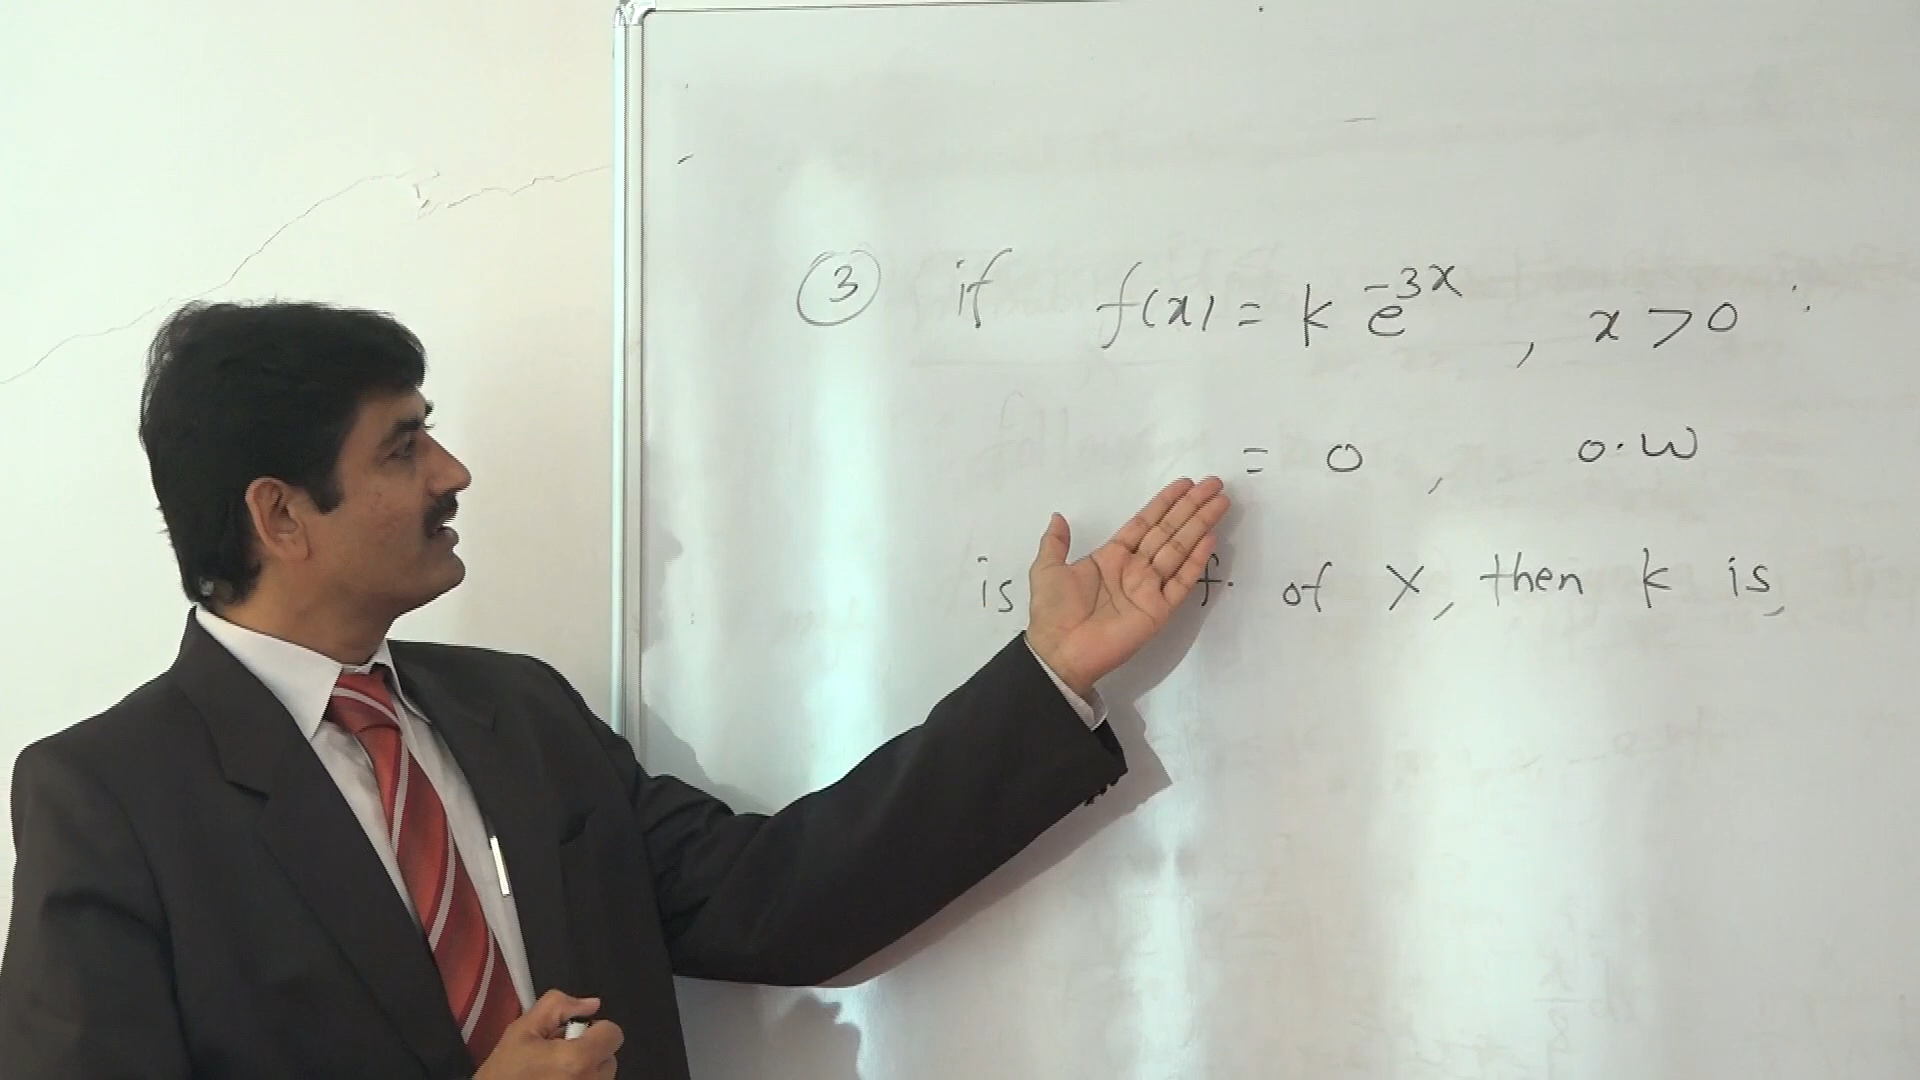 ③ if f(x) = k e^{-3x}, x > 0
= 0, o.w
is f. of X, then k is,